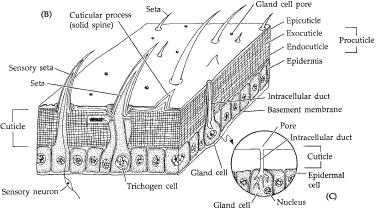 (B)
Cuticular process
(solid spine)
Seta
Gland cell pore
Epicuticle
Exocuticle
Endocuticle
Epidermis
Procuticle
Sensory seta
Seta
Cuticle
Intracellular duct
Basement membrane
Pore
Intracellular duct
Cuticle
Epidermal
cell
Gland cell
Trichogen cell
Sensory neuron
Gland cell
Nucleus
(C)